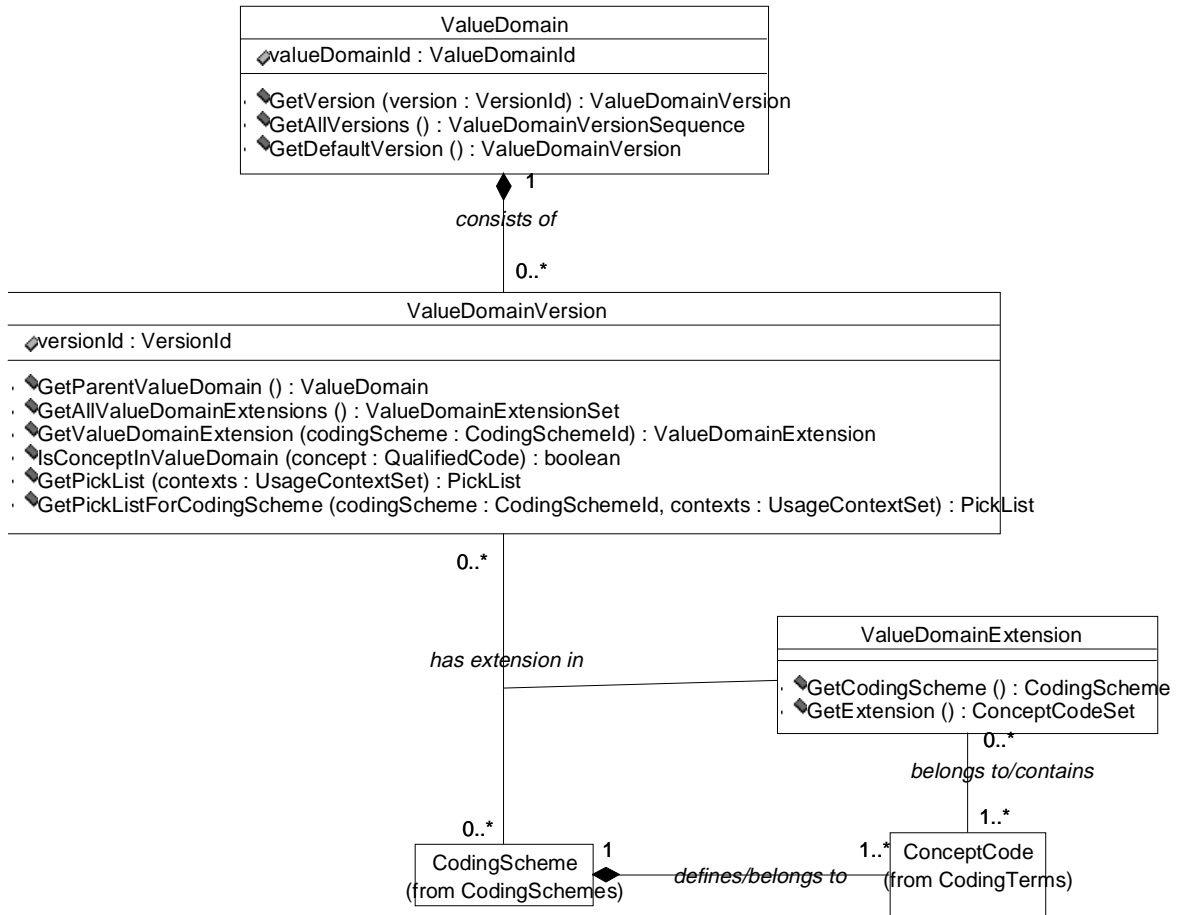 ValueDomain
valueDomainId : ValueDomainId
GetVersion (version : VersionId) : ValueDomainVersion
GetAllVersions () : ValueDomainVersionSequence
GetDefaultVersion () : ValueDomainVersion
1
consists of
0..*
ValueDomainVersion
versionId : VersionId
GetParentValueDomain () : ValueDomain
GetAllValueDomainExtensions () : ValueDomainExtensionSet
GetValueDomainExtension (codingScheme : CodingSchemeId) : ValueDomainExtension
IsConceptInValueDomain (concept : QualifiedCode) : boolean
GetPickList (contexts : UsageContextSet) : PickList
GetPickListForCodingScheme (codingScheme : CodingSchemeId, contexts : UsageContextSet) : PickList
0..*
has extension in
ValueDomainExtension
GetCodingScheme () : CodingScheme
GetExtension () : ConceptCodeSet
0..*
belongs to/contains
1..*
0..*
CodingScheme
(from CodingSchemes)
1
defines/belongs to
1..*
ConceptCode
(from CodingTerms)